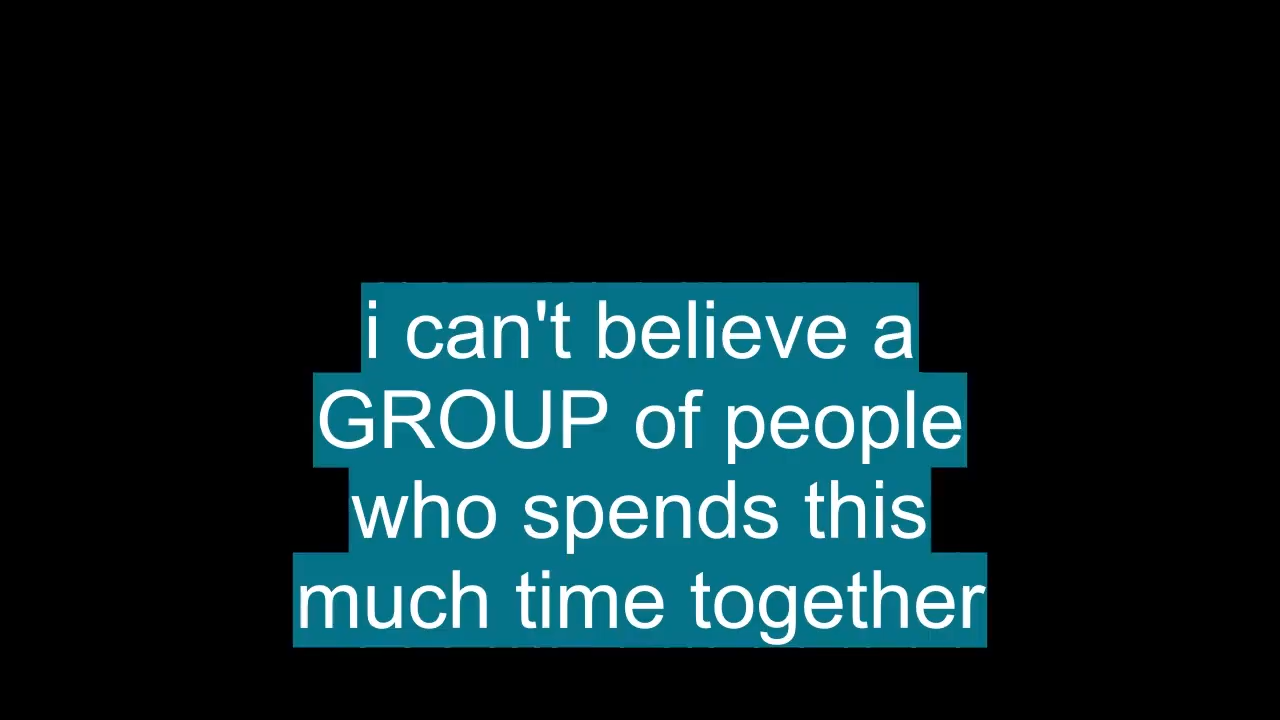 i can't believe a
GROUP of people
who spends this
much time together